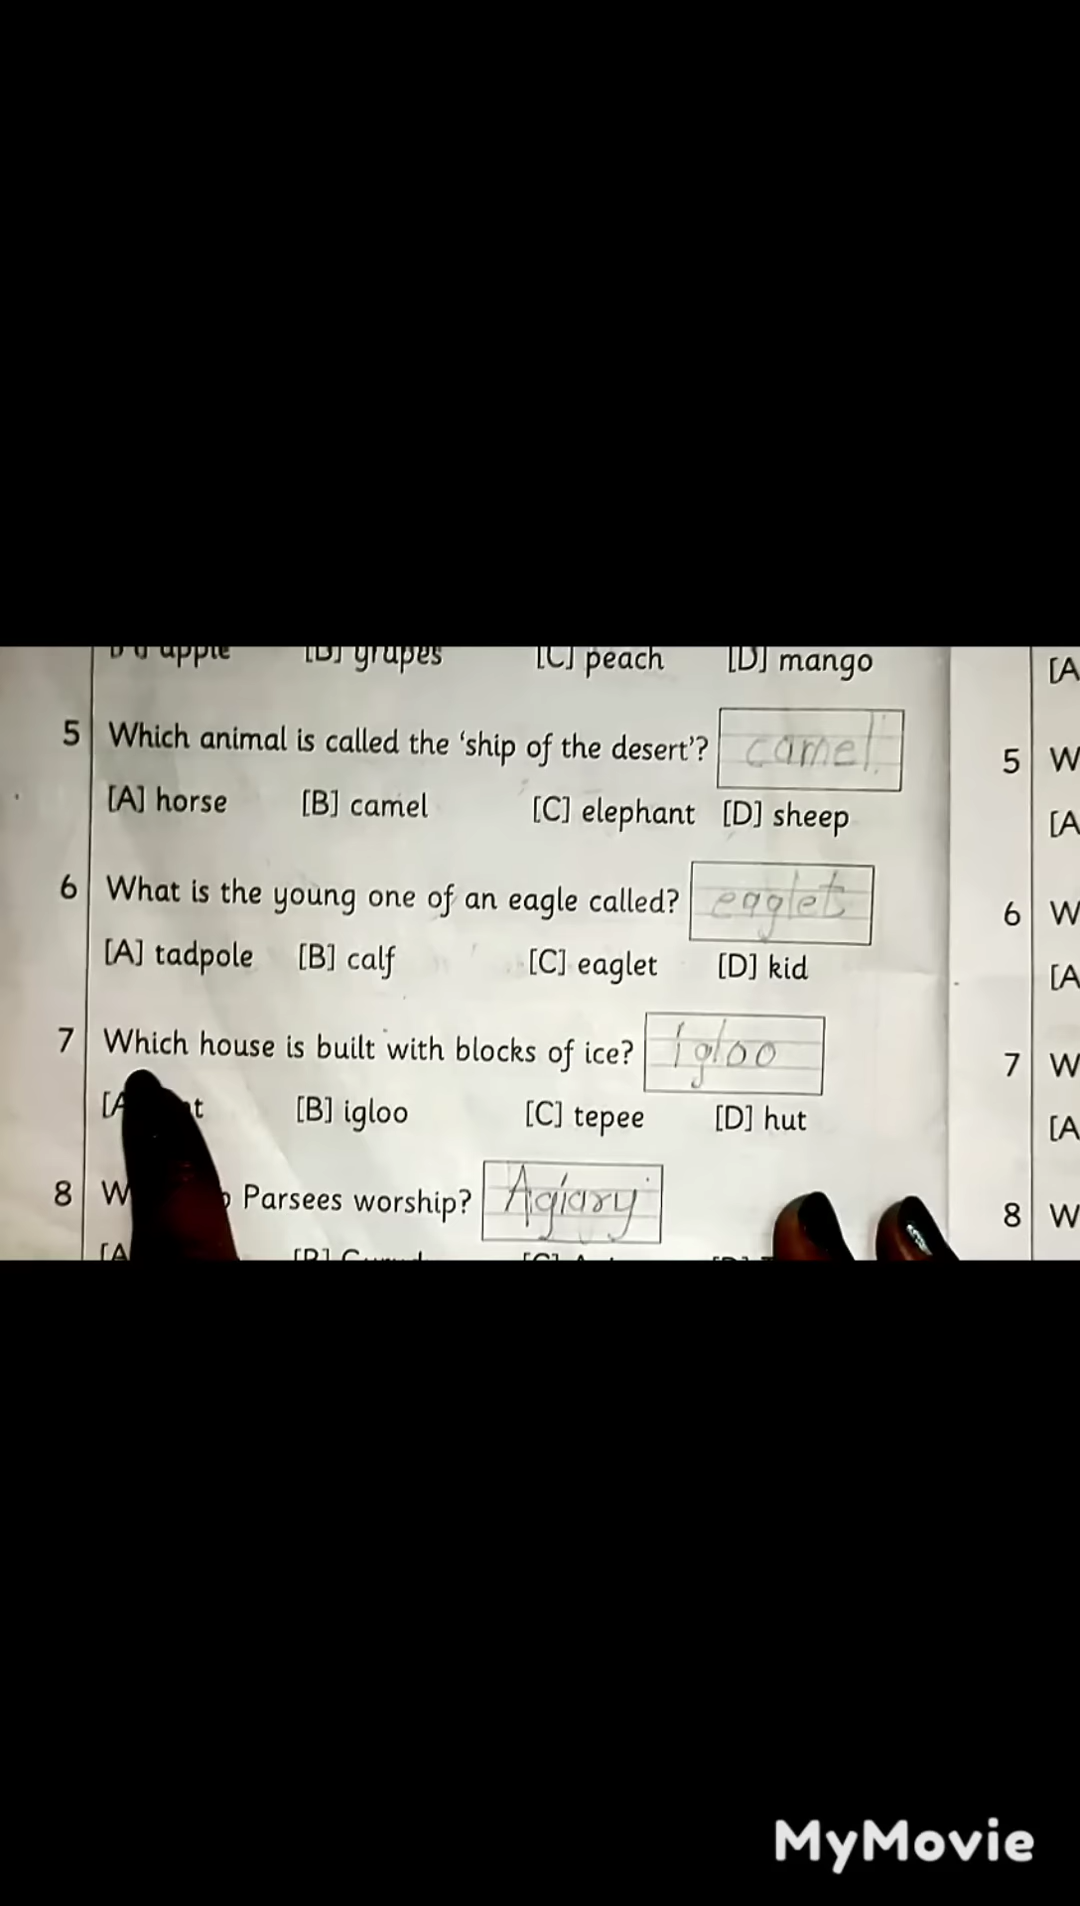 apple [B] grapes [C] peach [D] mango
5 Which animal is called the ‘ship of the desert’? camel.
[A] horse [B] camel [C] elephant [D] sheep
6 What is the young one of an eagle called? eaglet
[A] tadpole [B] calf [C] eaglet [D] kid
7 Which house is built with blocks of ice? igloo
[A t [B] igloo [C] tepee [D] hut
8 W Parsees worship? Agiary
[A
[A
5 W
[A
6 W
[A
7 W
[A
8 W
MyMovie